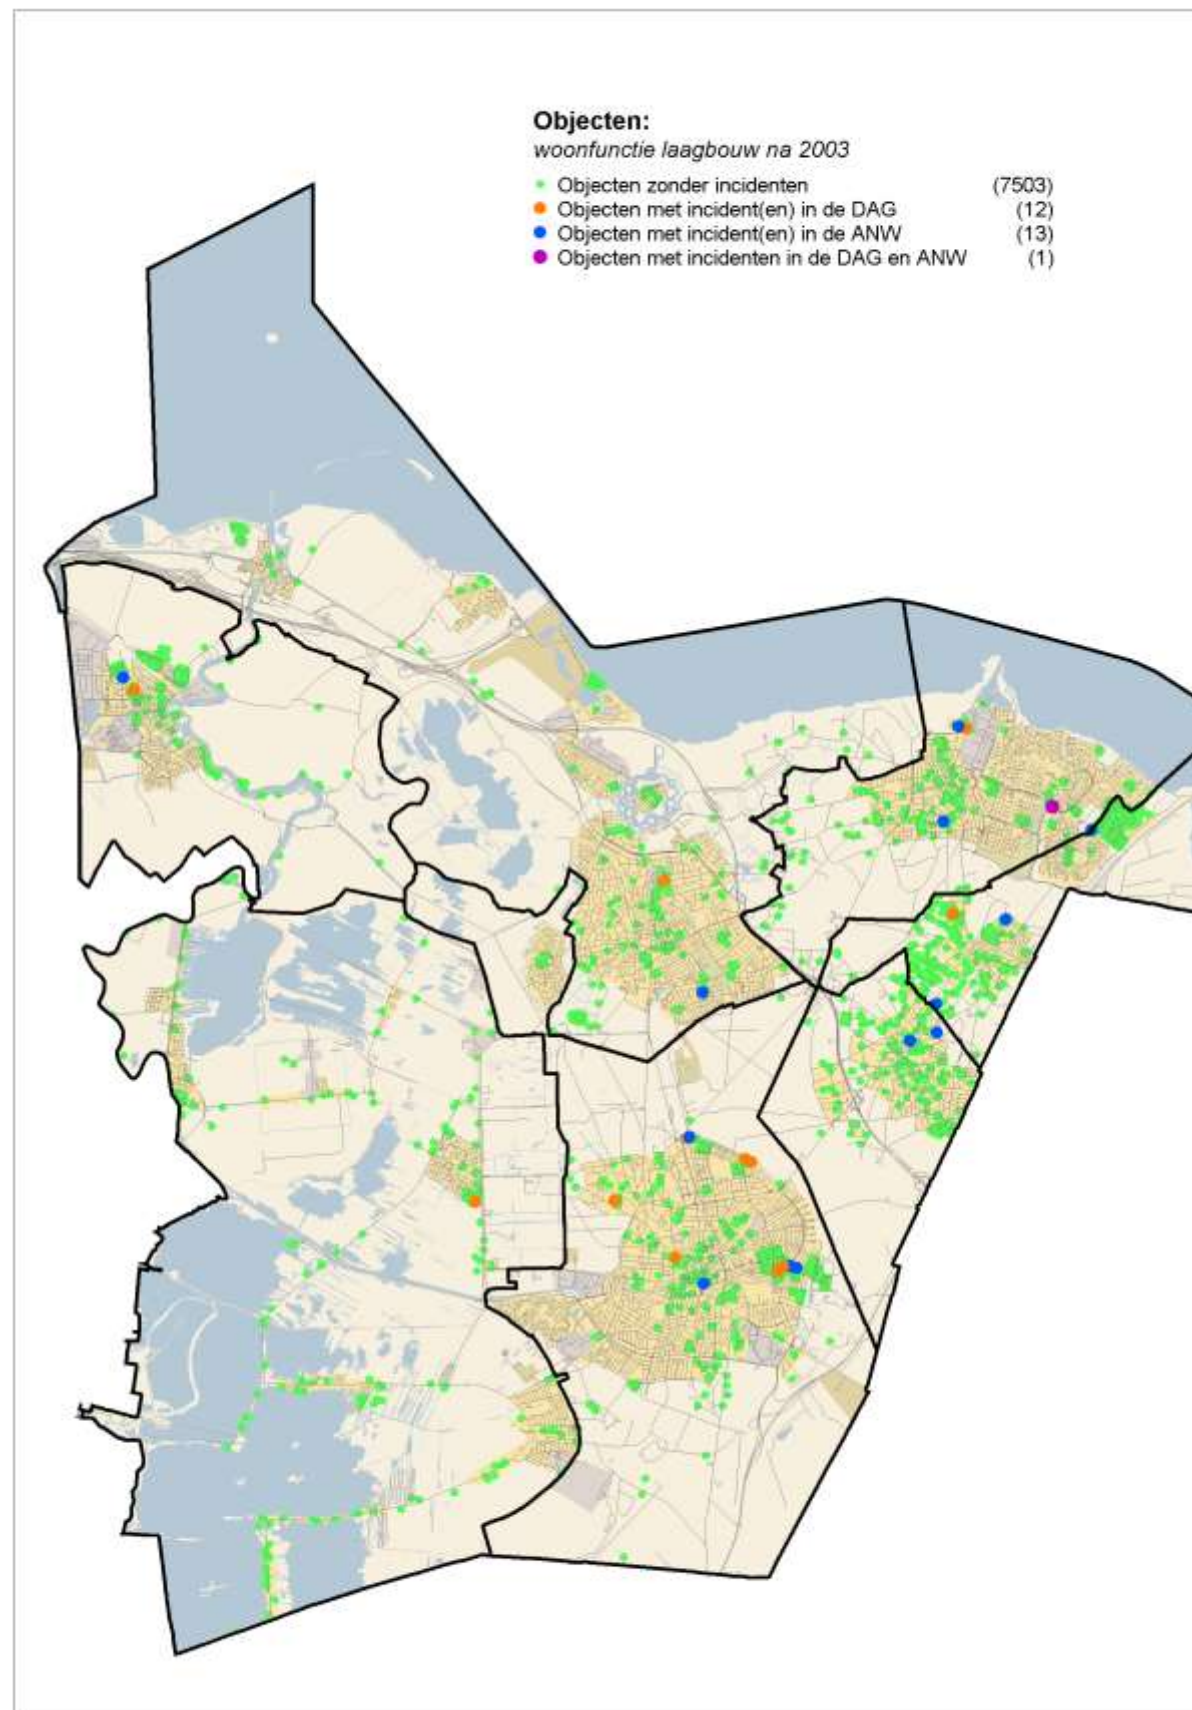 Objecten:
woonfunctie laagbouw na 2003
Objecten zonder incidenten (7503)
Objecten met incident(en) in de DAG (12)
Objecten met incident(en) in de ANW (13)
Objecten met incidenten in de DAG en ANW (1)